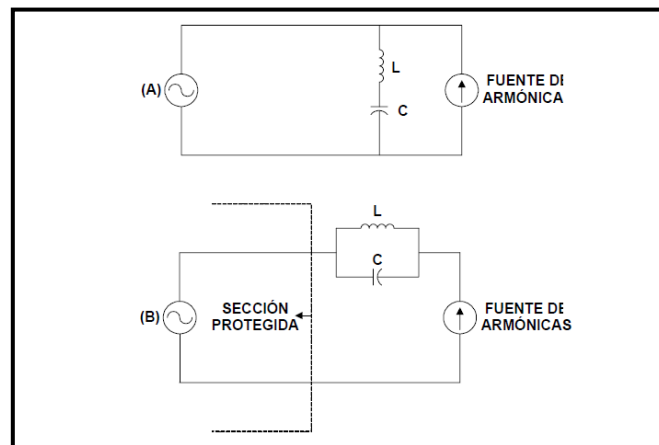 L
(A)
C
FUENTE DE
ARMÓNICA
L
C
SECCIÓN
PROTEGIDA
(B)
FUENTE DE
ARMÓNICAS